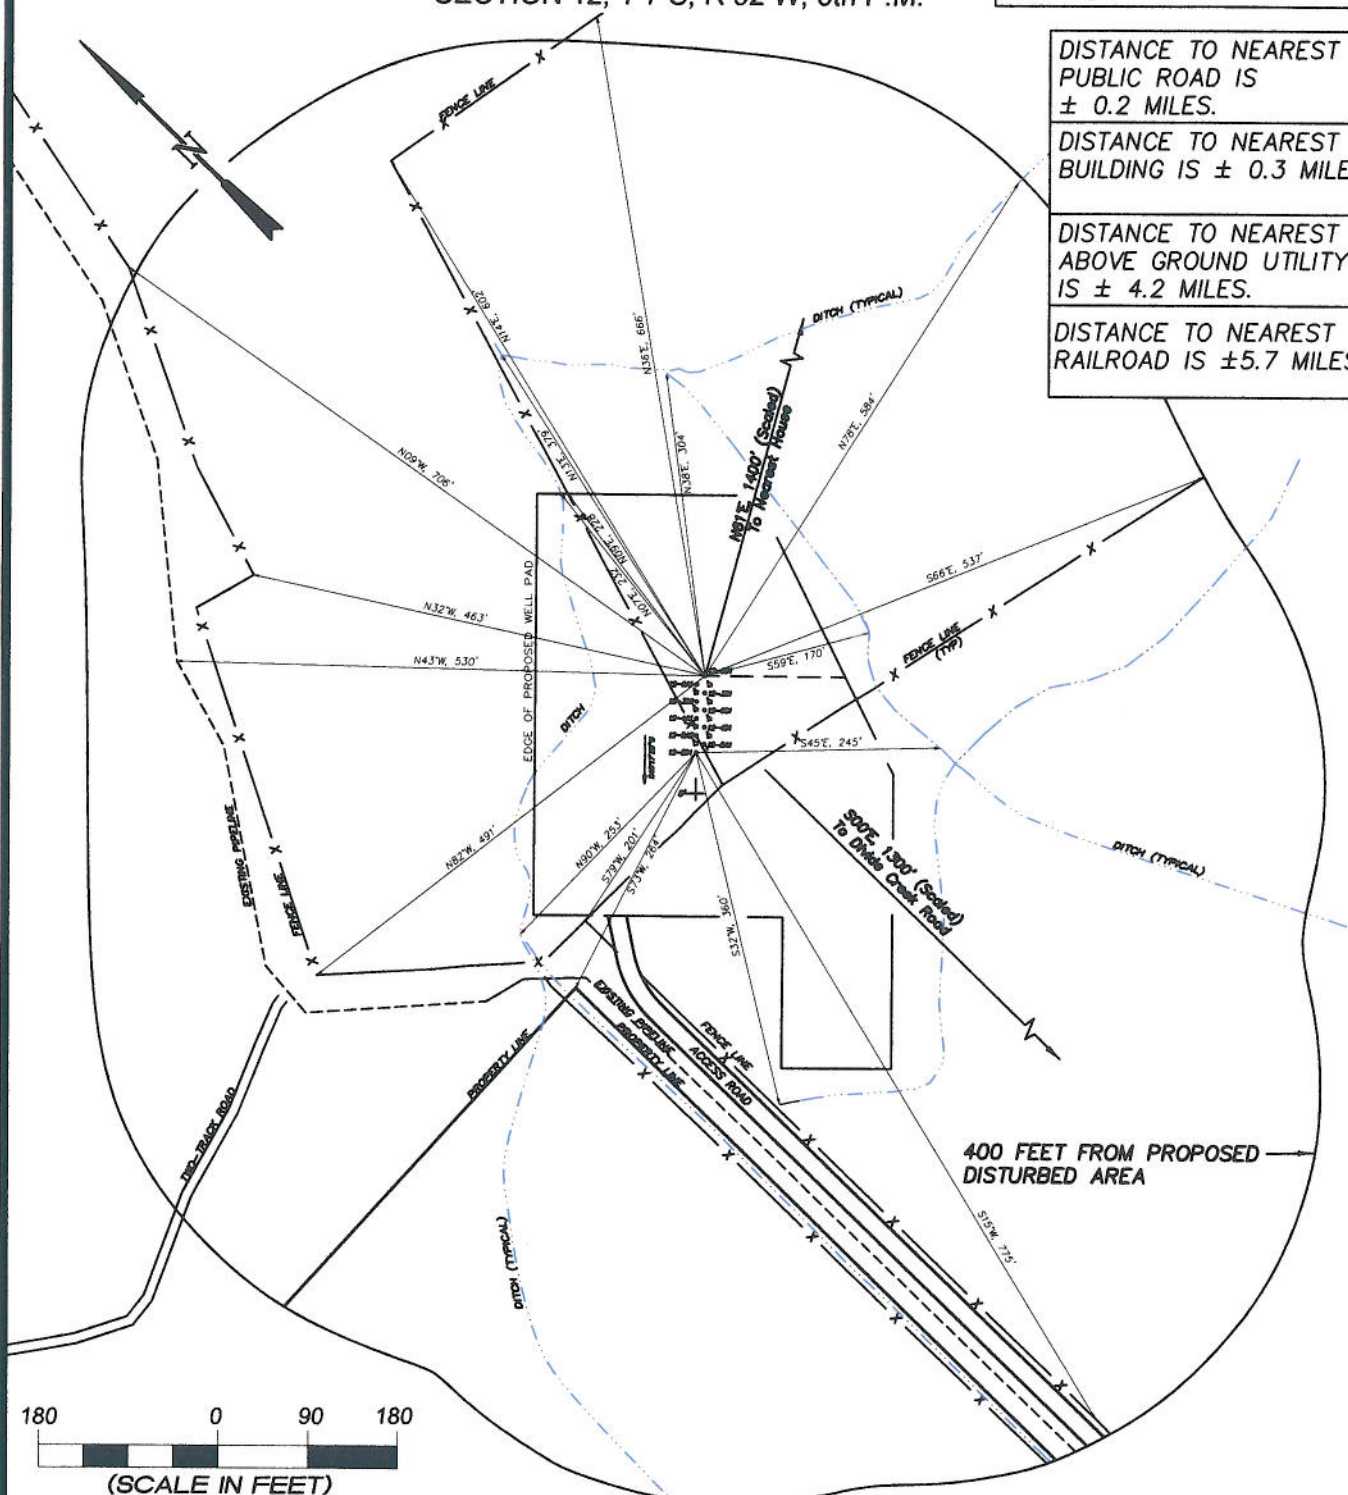 SECTION 12, T 7 S, R 92 W, 6th P.M.
DISTANCE TO NEAREST
PUBLIC ROAD IS
± 0.2 MILES.
DISTANCE TO NEAREST
BUILDING IS ± 0.3 MILE
DISTANCE TO NEAREST
ABOVE GROUND UTILITY
IS ± 4.2 MILES.
DISTANCE TO NEAREST
RAILROAD IS ±5.7 MILES
FENCE LINE
N
DITCH (TYPICAL)
N14'E, 602'
N36'E, 666'
N13'E, 379'
N38'E, 304'
N61'E, 1400' (Scaled)
To Nearest House
N78'E, 584'
N09'W, 706'
N09'E, 228'
N07'E, 232'
EDGE OF PROPOSED WELL PAD
S66'E, 537'
N32'W, 463'
N43'W, 530'
S59'E, 170'
FENCE LINE
(TYP)
DITCH
S45'E, 245'
EXISTING PIPELINE
FENCE LINE
N82'W, 491'
N90'W, 253'
S79'W, 201'
S73'W, 264'
S00'E, 1300' (Scaled)
To Divide Creek Road
DITCH (TYPICAL)
S32'W, 360'
EXISTING PIPELINE
PROPERTY LINE
FENCE LINE
ACCESS ROAD
PROPERTY LINE
TWO-TRACK ROAD
400 FEET FROM PROPOSED
DISTURBED AREA
S15'W, 775'
DITCH (TYPICAL)
180 0 90 180
(SCALE IN FEET)